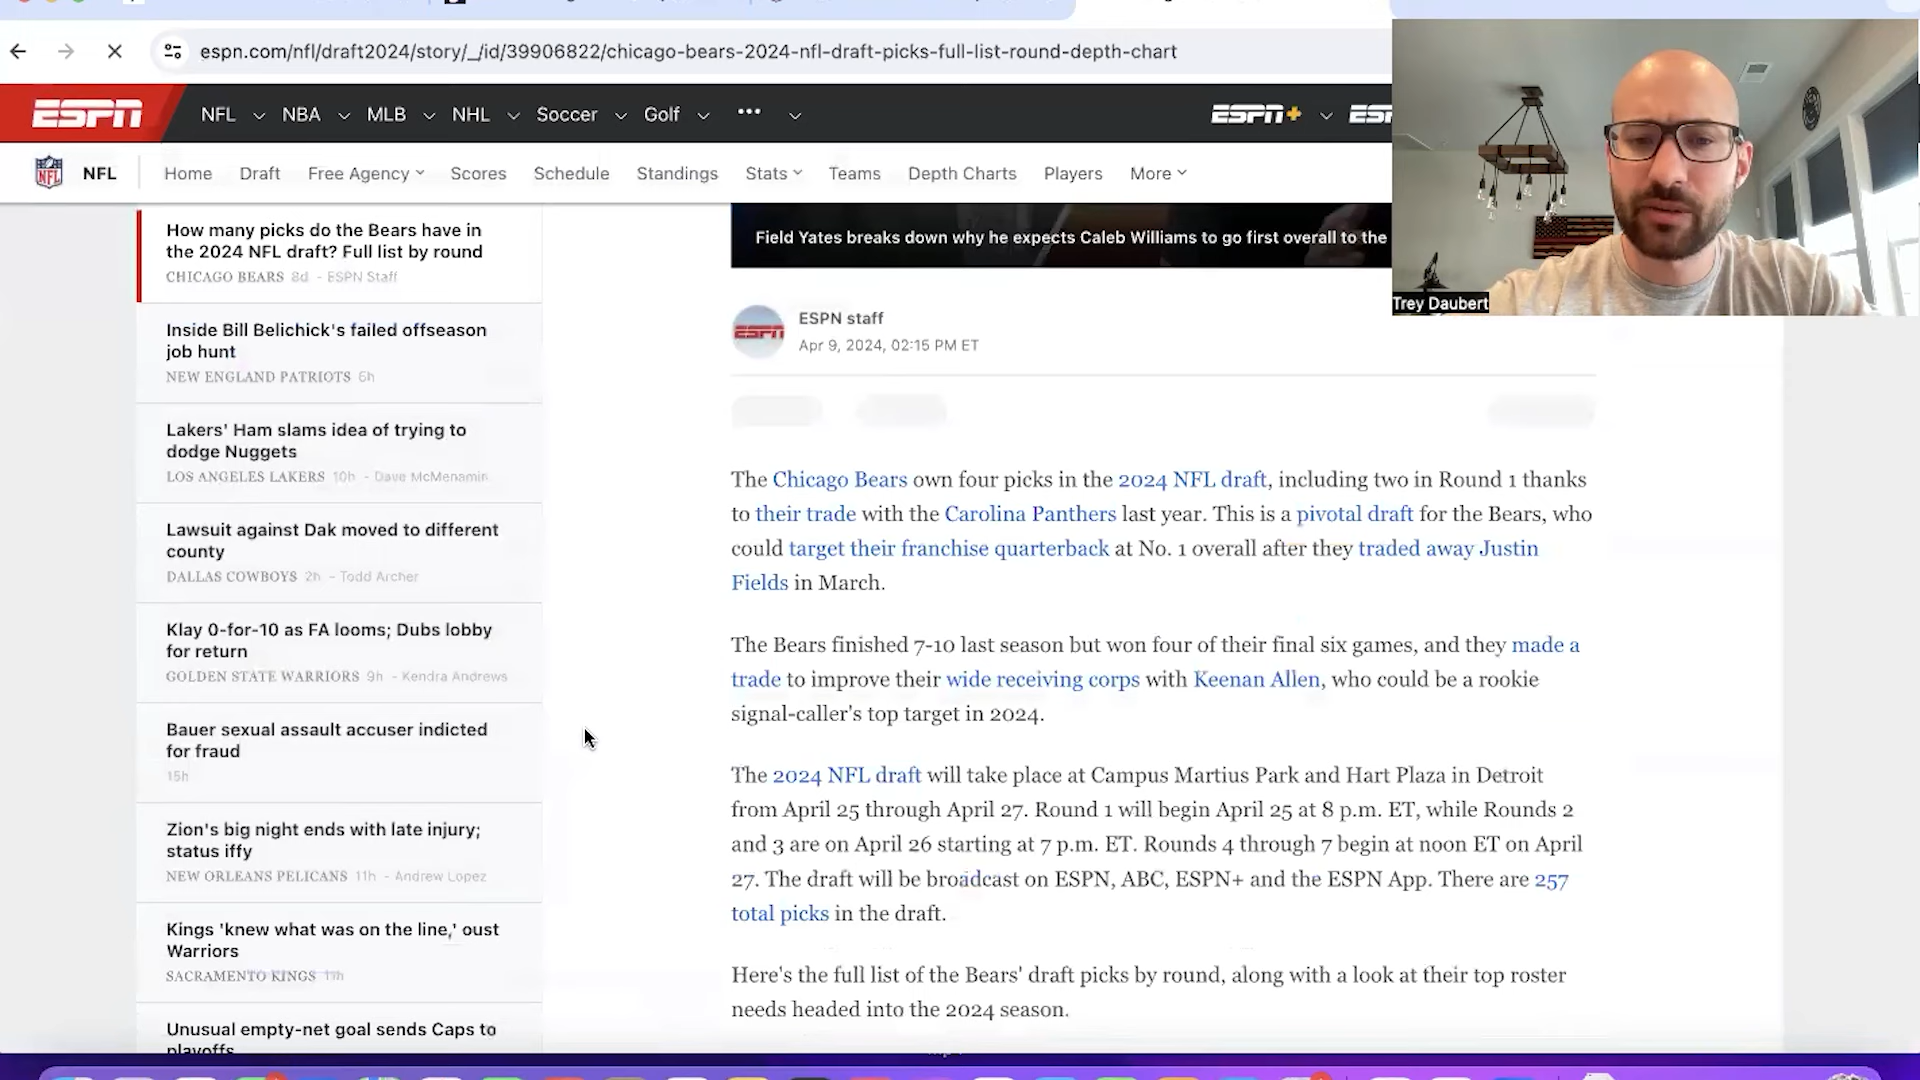 espn.com/nfl/draft2024/story/_/id/39906822/chicago-bears-2024-nfl-draft-picks-full-list-round-depth-chart
ESPN NFL NBA MLB NHL Soccer Golf ESPN+
NFL Home Draft Free Agency Scores Schedule Standings Stats Teams Depth Charts Players More
How many picks do the Bears have in
the 2024 NFL draft? Full list by round
CHICAGO BEARS 8d - ESPN Staff
Inside Bill Belichick's failed offseason
job hunt
NEW ENGLAND PATRIOTS 6h
Lakers' Ham slams idea of trying to
dodge Nuggets
LOS ANGELES LAKERS 10h - Dave McMenamin
Lawsuit against Dak moved to different
county
DALLAS COWBOYS 2h - Todd Archer
Klay 0-for-10 as FA looms; Dubs lobby
for return
GOLDEN STATE WARRIORS 9h - Kendra Andrews
Bauer sexual assault accuser indicted
for fraud
15h
Zion's big night ends with late injury;
status iffy
NEW ORLEANS PELICANS 11h - Andrew Lopez
Kings 'knew what was on the line,' oust
Warriors
SACRAMENTO KINGS 11h
Unusual empty-net goal sends Caps to
playoffs
Field Yates breaks down why he expects Caleb Williams to go first overall to the
ESPN staff
Apr 9, 2024, 02:15 PM ET
The Chicago Bears own four picks in the 2024 NFL draft, including two in Round 1 thanks
to their trade with the Carolina Panthers last year. This is a pivotal draft for the Bears, who
could target their franchise quarterback at No. 1 overall after they traded away Justin
Fields in March.
The Bears finished 7-10 last season but won four of their final six games, and they made a
trade to improve their wide receiving corps with Keenan Allen, who could be a rookie
signal-caller's top target in 2024.
The 2024 NFL draft will take place at Campus Martius Park and Hart Plaza in Detroit
from April 25 through April 27. Round 1 will begin April 25 at 8 p.m. ET, while Rounds 2
and 3 are on April 26 starting at 7 p.m. ET. Rounds 4 through 7 begin at noon ET on April
27. The draft will be broadcast on ESPN, ABC, ESPN+ and the ESPN App. There are 257
total picks in the draft.
Here's the full list of the Bears' draft picks by round, along with a look at their top roster
needs headed into the 2024 season.
Trey Daubert